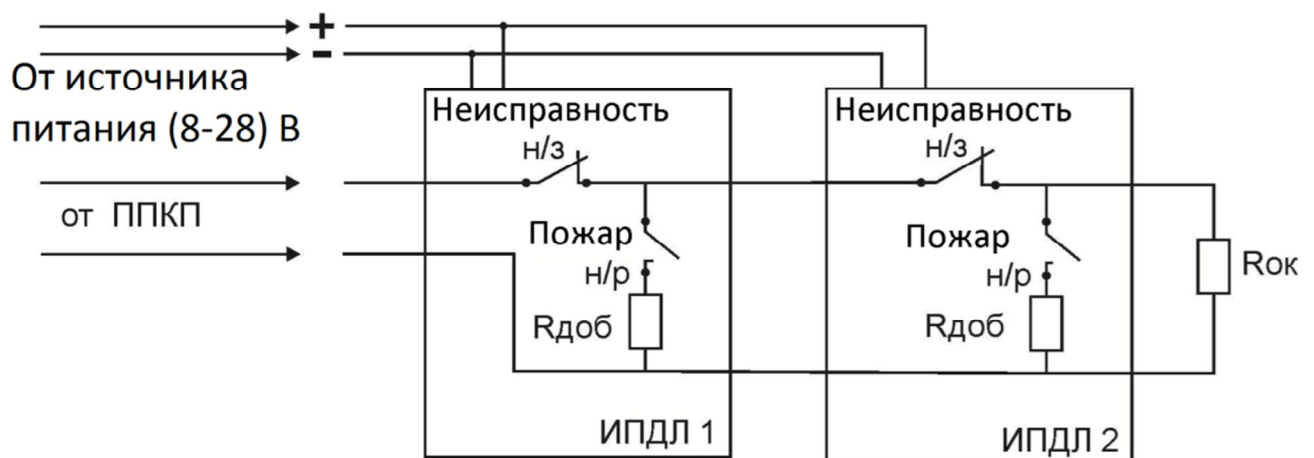 +
-
От источника
питания (8-28) В
от ППКП
Неисправность
н/з
Пожар
н/р
Rдоб
ИПДЛ 1
Неисправность
н/з
Пожар
н/р
Rдоб
ИПДЛ 2
Rок